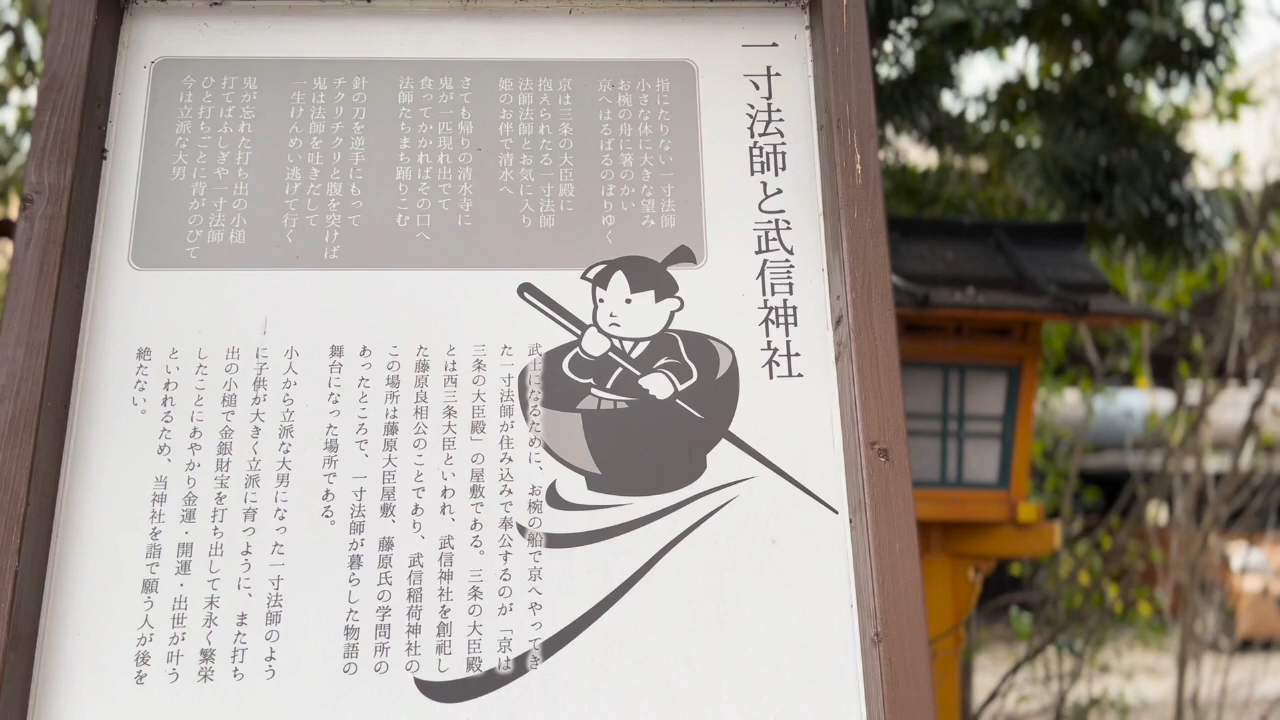 一寸法師と武信神社
指にたりない一寸法師
小さな体に大きな望み
お椀の舟に箸のかい
京へはるばるのぼりゆく
京は三条の大臣殿に
抱えられたる一寸法師
法師法師とお気に入り
姫のお伴で清水へ
さても帰りの清水寺に
鬼が一匹現れ出でて
食ってかかればその口へ
法師たちまち踊りこむ
針の刀を逆手にもって
チクリチクリと腹を突けば
鬼は法師を吐きだして
一生けんめい逃げて行く
鬼が忘れた打ち出の小槌
打てばふしぎや一寸法師
ひと打ちごとに背がのびて
今は立派な大男
武士になるために、お椀の船で京へやってき
た一寸法師が住み込みで奉公するのが「京は
三条の大臣殿」の屋敷である。三条の大臣殿
とは西三条大臣といわれ、武信神社を創祀し
た藤原良相公のことであり、武信稲荷神社の
この場所は藤原大臣屋敷、藤原氏の学問所の
あったところで、一寸法師が暮らした物語の
舞台になった場所である。
小人から立派な大男になった一寸法師のよう
に子供が大きく立派に育つように、また打ち
出の小槌で金銀財宝を打ち出して末永く繁栄
したことにあやかり金運・開運・出世が叶う
といわれるため、当神社を詣で願う人が後を
絶たない。